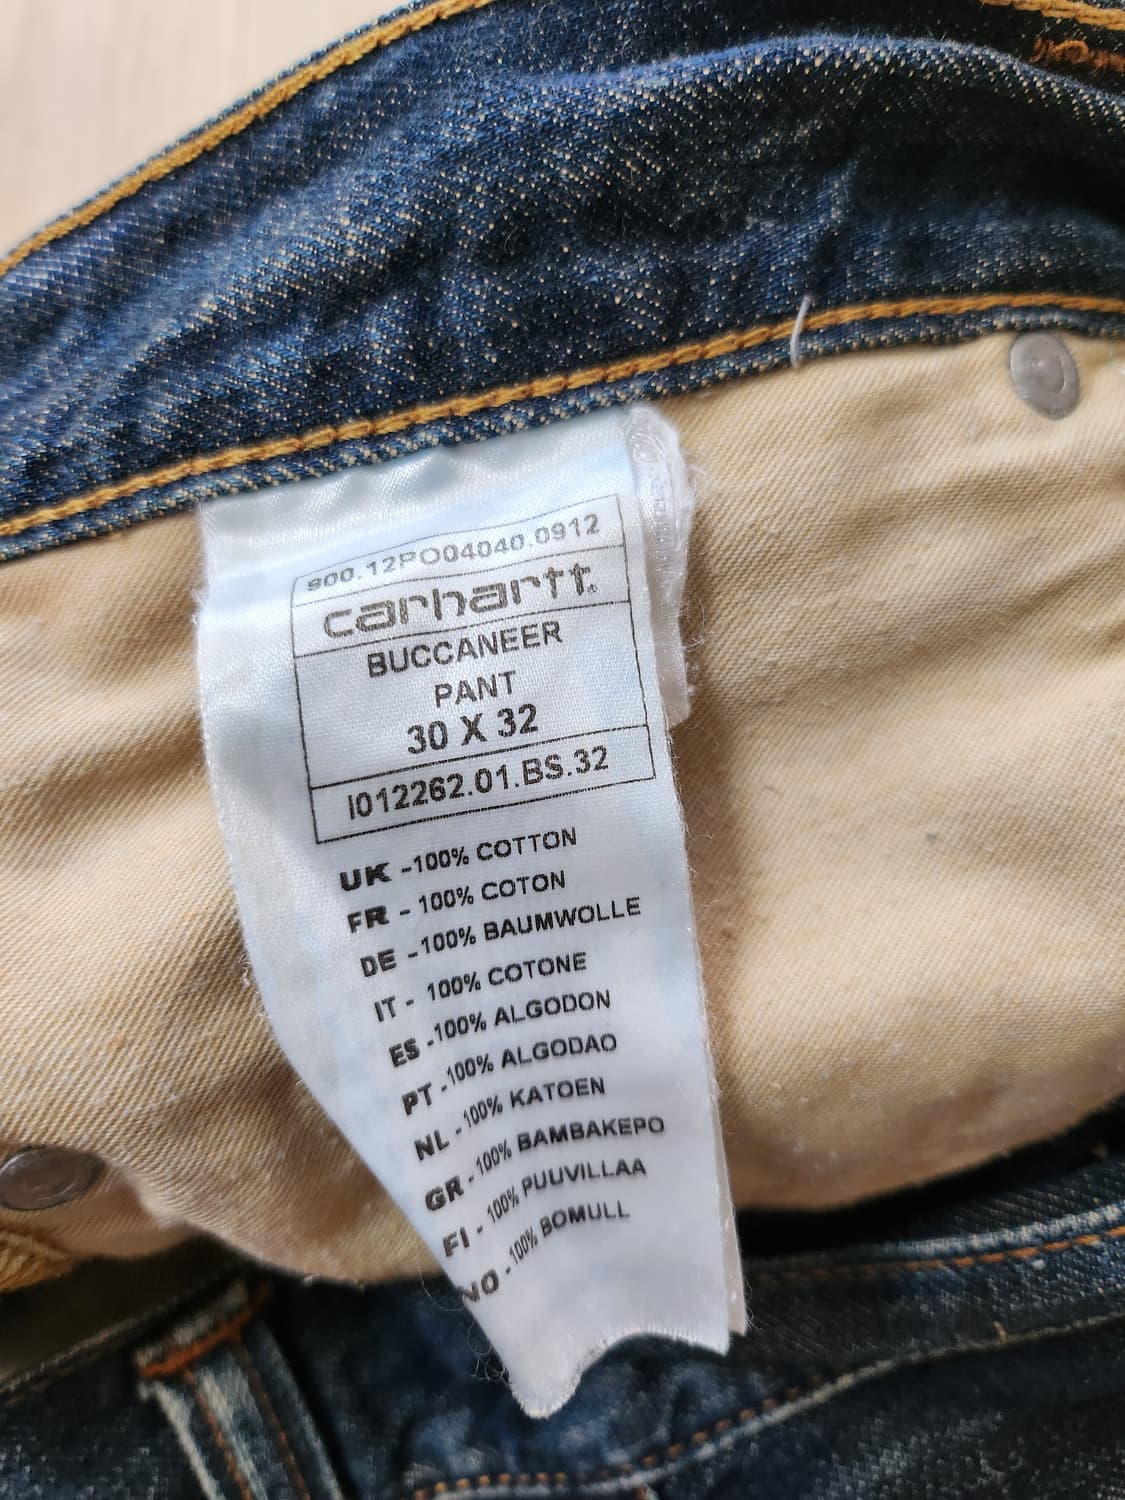 900.12PO04040.0912
carhartt®
BUCCANEER
PANT
30 X 32
I012262.01.BS.32
UK -100% COTTON
FR - 100% COTON
DE -100% BAUMWOLLE
IT - 100% COTONE
ES -100% ALGODON
PT -100% ALGODAO
NL -100% KATOEN
GR -100% BAMBAKEPO
FI - 100% PUUVILLAA
NO -100% BOMULL